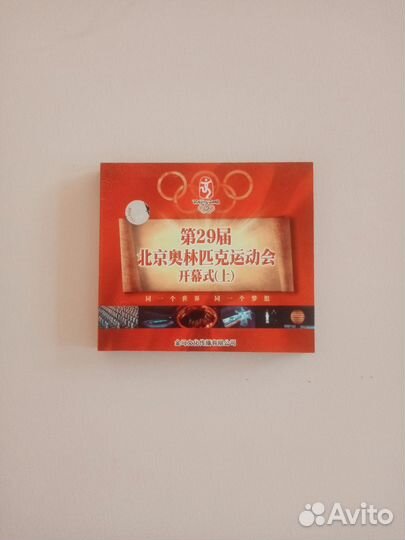 第29届
北京奥林匹克运动会
开幕式(上)
同一个世界 同一个梦想
Avito